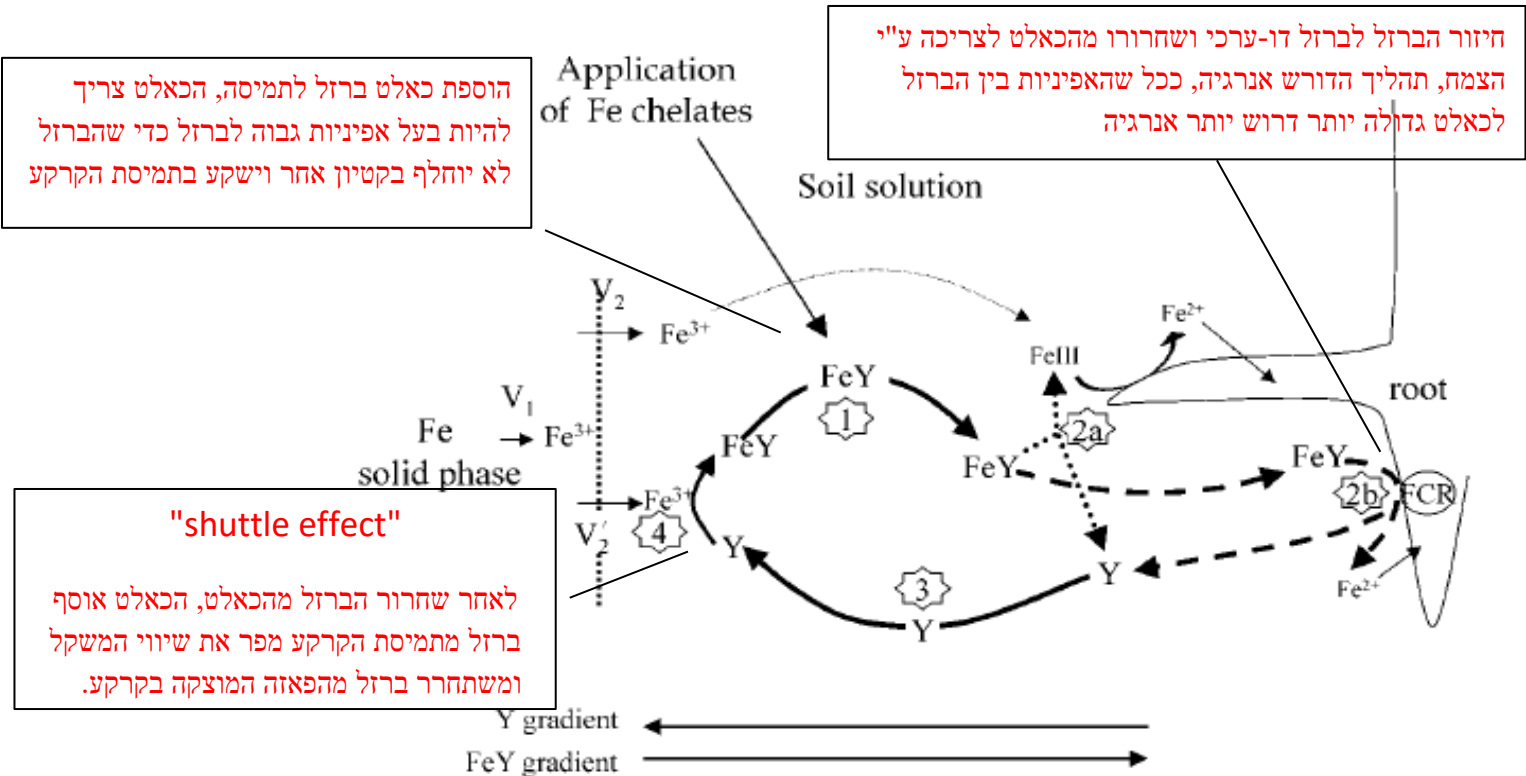 הוספת כאלט ברזל לתמיסה, הכאלט צריך
להיות בעל אפיניות גבוה לברזל כדי שהברזל
לא יוחלף בקטיון אחר וישקע בתמיסת הקרקע
Application
of Fe chelates
חיזור הברזל לברזל דו-ערכי ושחרורו מהכאלט לצריכה ע"י
הצמח, תהליך הדורש אנרגיה, ככל שהאפיניות בין הברזל
לכאלט גדולה יותר דרוש יותר אנרגיה
Soil solution
V2
Fe3+
Fe2+
FeIII
FeY
1
root
V1
Fe
solid phase
Fe3+
FeY
2a
FeY
FeY
2b
FCR
Fe3+
4
V2'
Y
Y
Fe2+
3
Y
"shuttle effect"
לאחר שחרור הברזל מהכאלט, הכאלט אוסף
ברזל מתמיסת הקרקע מפר את שיווי המשקל
ומשתחרר ברזל מהפאזה המוצקה בקרקע.
Y gradient
FeY gradient